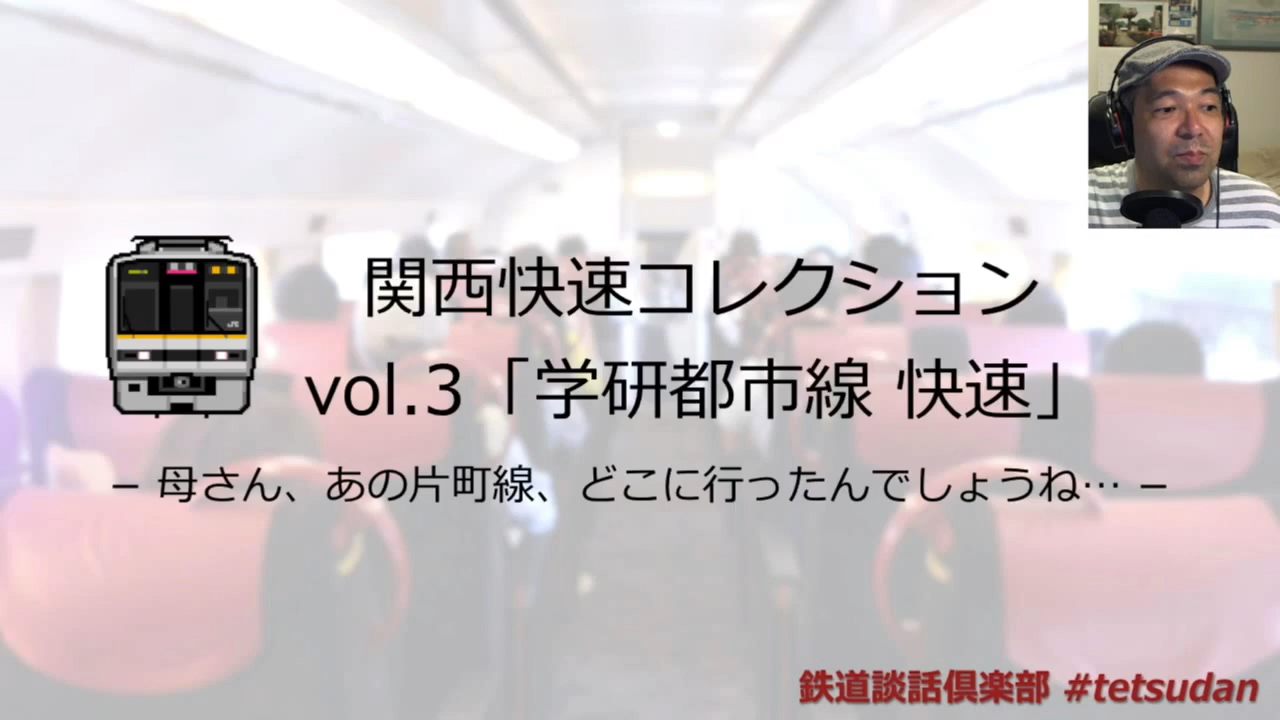 関西快速コレクション
vol.3「学研都市線 快速」
– 母さん、あの片町線、どこに行ったんでしょうね… –
鉄道談話倶楽部 #tetsudan